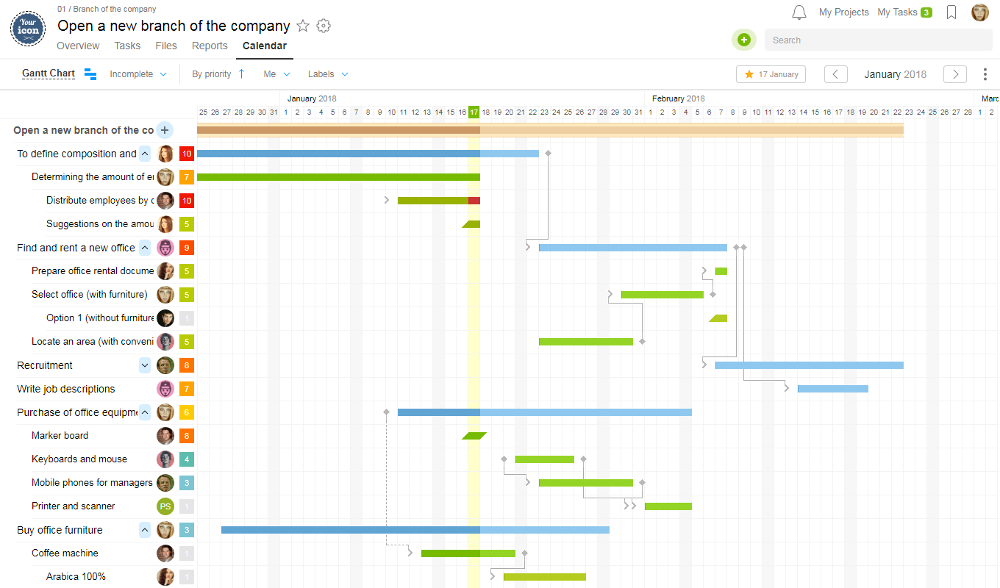 Your
icon
01 / Branch of the company
Open a new branch of the company
My Projects My Tasks 3
Overview Tasks Files Reports Calendar
+ Search
Gantt Chart Incomplete By priority Me Labels 17 January January 2018
January 2018 February 2018 Marc
25 26 27 28 29 30 31 1 2 3 4 5 6 7 8 9 10 11 12 13 14 15 16 17 18 19 20 21 22 23 24 25 26 27 28 29 30 31 1 2 3 4 5 6 7 8 9 10 11 12 13 14 15 16 17 18 19 20 21 22 23 24 25 26 27 28 1 2
Open a new branch of the co +
To define composition and 10
Determining the amount of er 7
Distribute employees by c 10
Suggestions on the amou 5
Find and rent a new office 9
Prepare office rental docume 5
Select office (with furniture) 5
Option 1 (without furniture 1
Locate an area (with conveni 5
Recruitment 8
Write job descriptions 7
Purchase of office equipme 6
Marker board 8
Keyboards and mouse 4
Mobile phones for managers 3
Printer and scanner PS 1
Buy office furniture 3
Coffee machine 1
Arabica 100% 1